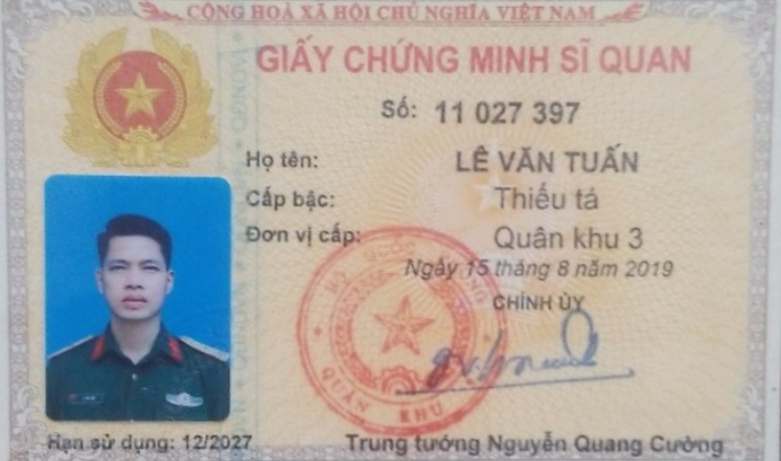 CỘNG HOÀ XÃ HỘI CHỦ NGHĨA VIỆT NAM
GIẤY CHỨNG MINH SĨ QUAN
Số: 11 027 397
Họ tên: LÊ VĂN TUẤN
Cấp bậc: Thiếu tá
Đơn vị cấp: Quân khu 3
Ngày 15 tháng 8 năm 2019
CHÍNH ỦY
QUÂN KHU
Hạn sử dụng: 12/2027
Trung tướng Nguyễn Quang Cường